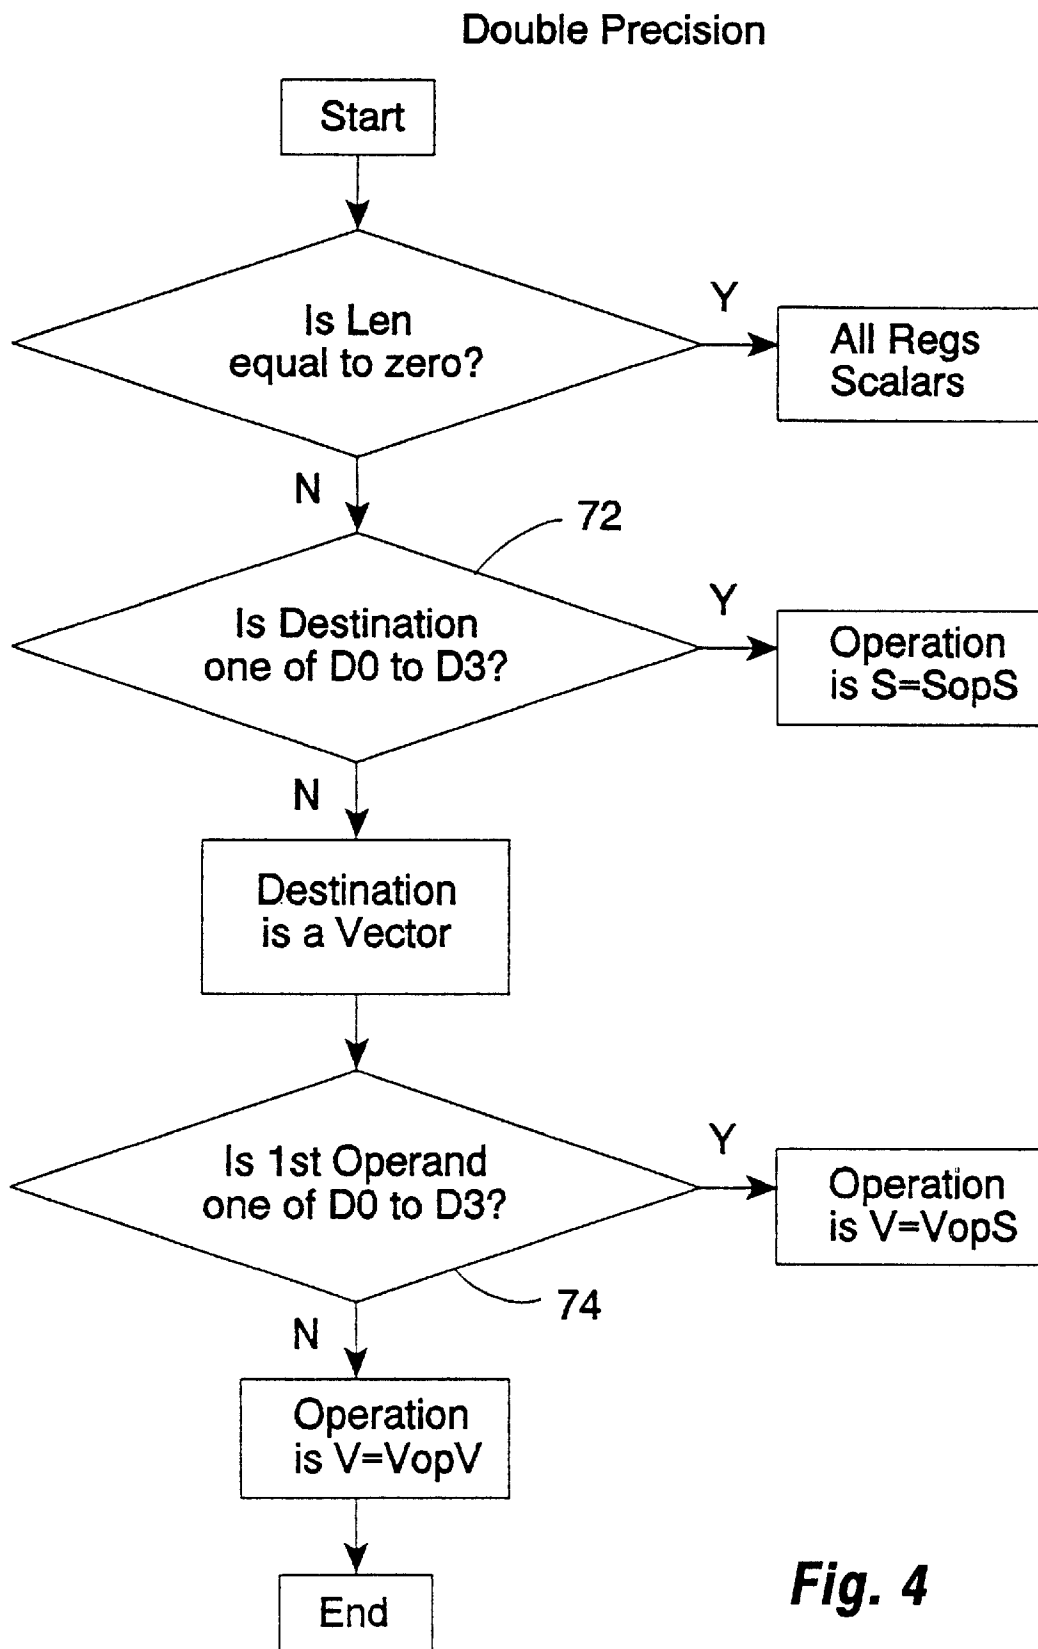 Double Precision
Start
Is Len
equal to zero?
Y
All Regs
Scalars
N
72
Is Destination
one of D0 to D3?
Y
Operation
is S=SopS
N
Destination
is a Vector
Is 1st Operand
one of D0 to D3?
Y
Operation
is V=VopS
74
N
Operation
is V=VopV
End
Fig. 4